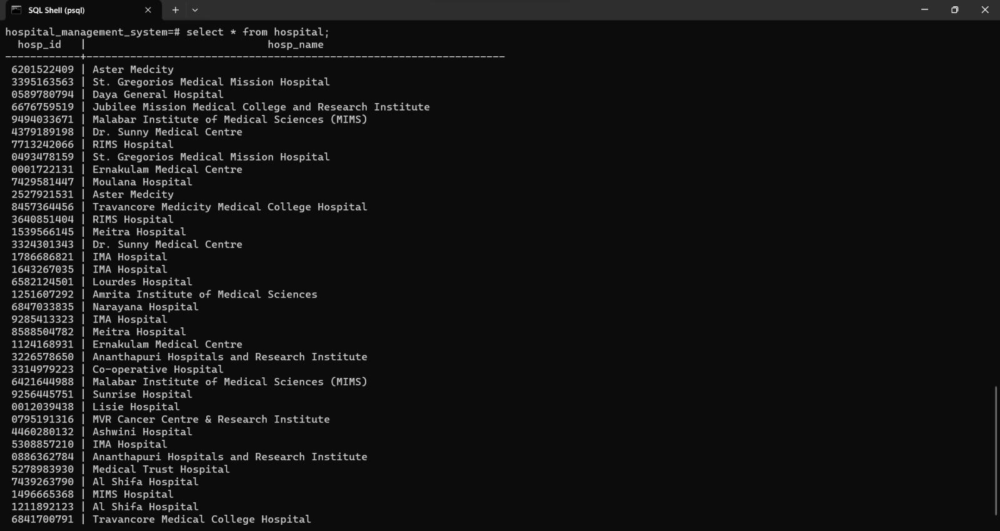 SQL Shell (psql)
hospital_management_system=# select * from hospital;
hosp_id | hosp_name
------------+-------------------------------------------------------------------
6201522409 | Aster Medcity
3395163563 | St. Gregorios Medical Mission Hospital
0589780794 | Daya General Hospital
6676759519 | Jubilee Mission Medical College and Research Institute
9494033671 | Malabar Institute of Medical Sciences (MIMS)
4379189198 | Dr. Sunny Medical Centre
7713242066 | RIMS Hospital
0493478159 | St. Gregorios Medical Mission Hospital
0001722131 | Ernakulam Medical Centre
7429581447 | Moulana Hospital
2527921531 | Aster Medcity
8457364456 | Travancore Medicity Medical College Hospital
3640851404 | RIMS Hospital
1539566145 | Meitra Hospital
3324301343 | Dr. Sunny Medical Centre
1786686821 | IMA Hospital
1643267035 | IMA Hospital
6582124501 | Lourdes Hospital
1251607292 | Amrita Institute of Medical Sciences
6847033835 | Narayana Hospital
9285413323 | IMA Hospital
8588504782 | Meitra Hospital
1124168931 | Ernakulam Medical Centre
3226578650 | Ananthapuri Hospitals and Research Institute
3314979223 | Co-operative Hospital
6421644988 | Malabar Institute of Medical Sciences (MIMS)
9256445751 | Sunrise Hospital
0012039438 | Lisie Hospital
0795191316 | MVR Cancer Centre & Research Institute
4460280132 | Ashwini Hospital
5308857210 | IMA Hospital
0886362784 | Ananthapuri Hospitals and Research Institute
5278983930 | Medical Trust Hospital
7439263790 | Al Shifa Hospital
1496665368 | MIMS Hospital
1211892123 | Al Shifa Hospital
6841700791 | Travancore Medical College Hospital